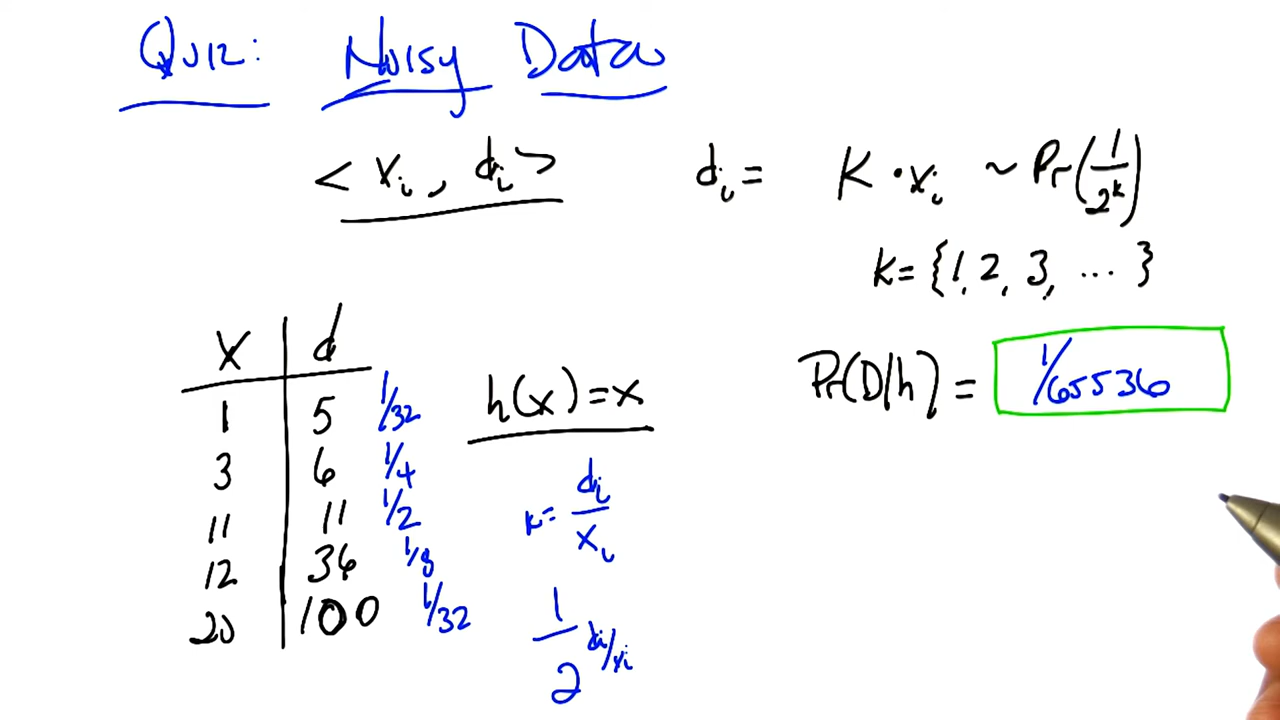 Quiz: Noisy Data
< xi, di >
di = k · xi ~ Pr(1/2^k)
k = {1, 2, 3, ... }
x d
1 5 1/32
3 6 1/4
11 11 1/2
12 36 1/8
20 100 1/32
h(x) = x
k = di/xi
1/2^di/xi
Pr(D|h) = 1/65536